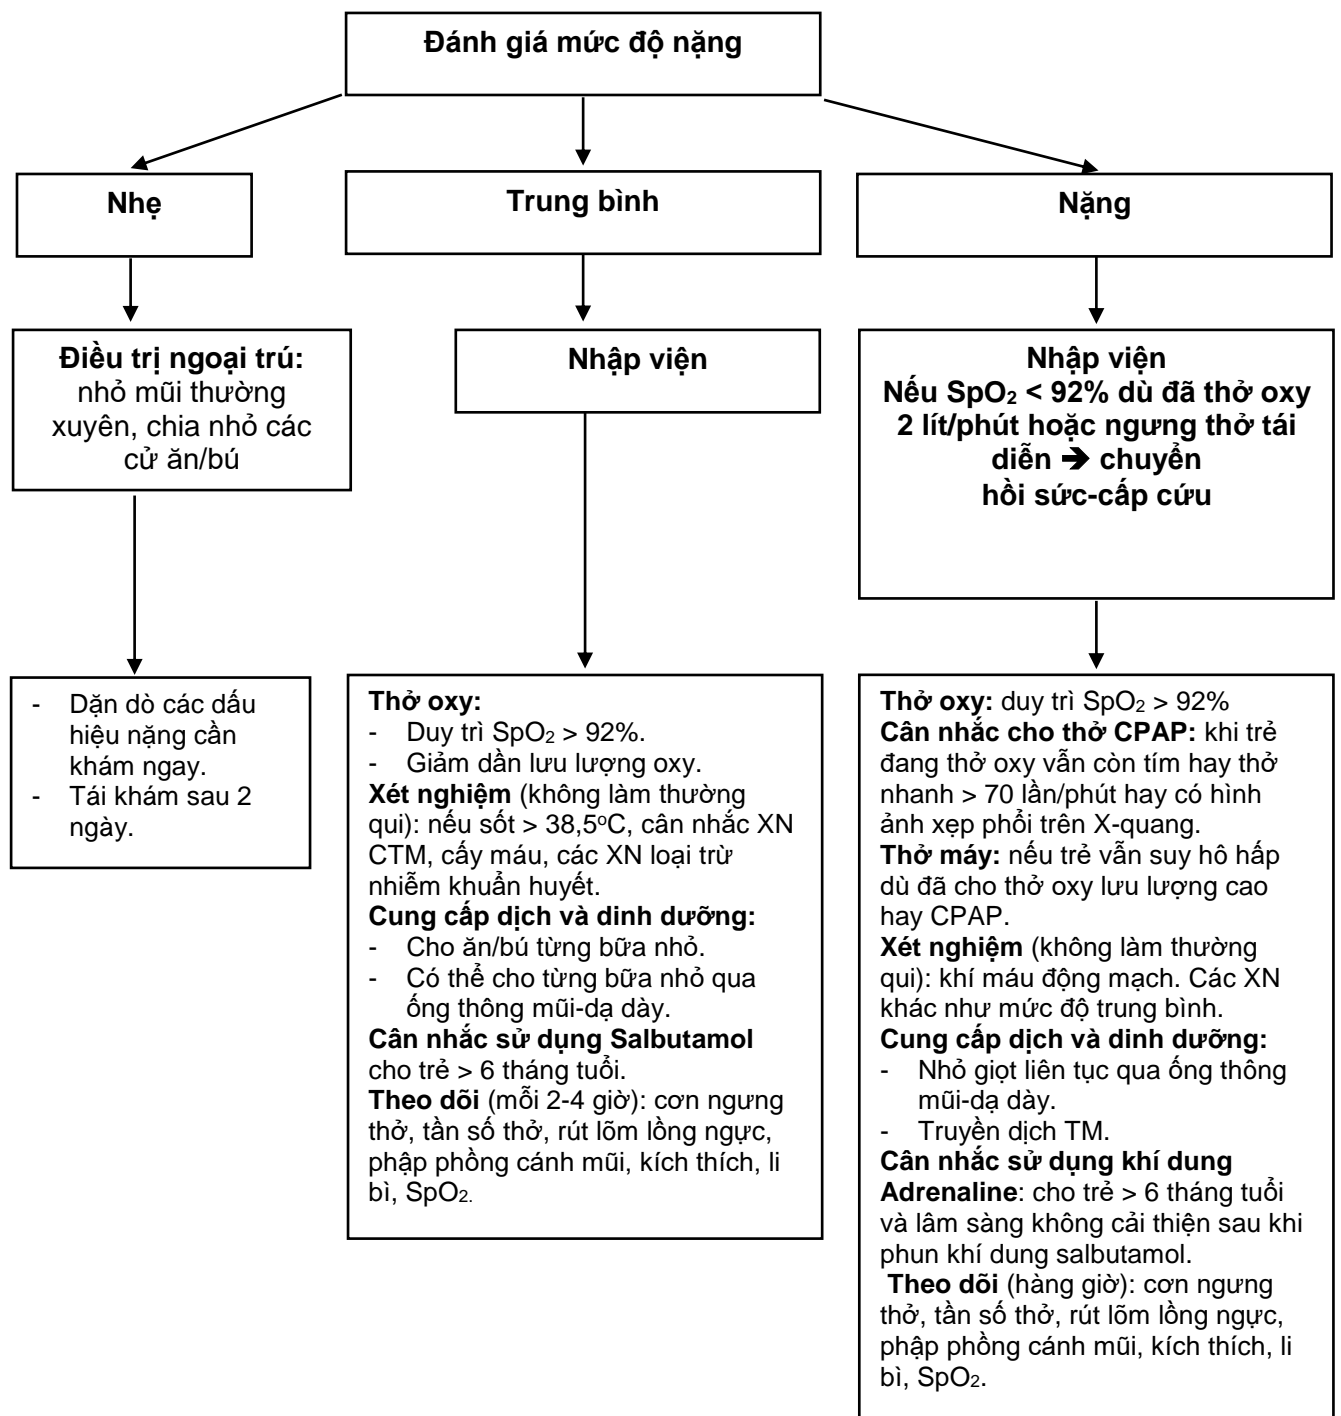 Đánh giá mức độ nặng
Nhẹ
Trung bình
Nặng
Điều trị ngoại trú:
nhỏ mũi thường
xuyên, chia nhỏ các
cử ăn/bú
Nhập viện
Nhập viện
Nếu SpO₂ < 92% dù đã thở oxy
2 lít/phút hoặc ngưng thở tái
diễn ➔ chuyển
hồi sức-cấp cứu
- Dặn dò các dấu
hiệu nặng cần
khám ngay.
- Tái khám sau 2
ngày.
Thở oxy:
- Duy trì SpO₂ > 92%.
- Giảm dần lưu lượng oxy.
Xét nghiệm (không làm thường
qui): nếu sốt > 38,5ºC, cân nhắc XN
CTM, cấy máu, các XN loại trừ
nhiễm khuẩn huyết.
Cung cấp dịch và dinh dưỡng:
- Cho ăn/bú từng bữa nhỏ.
- Có thể cho từng bữa nhỏ qua
ống thông mũi-dạ dày.
Cân nhắc sử dụng Salbutamol
cho trẻ > 6 tháng tuổi.
Theo dõi (mỗi 2-4 giờ): cơn ngưng
thở, tần số thở, rút lõm lồng ngực,
phập phồng cánh mũi, kích thích, li
bì, SpO₂.
Thở oxy: duy trì SpO₂ > 92%
Cân nhắc cho thở CPAP: khi trẻ
đang thở oxy vẫn còn tím hay thở
nhanh > 70 lần/phút hay có hình
ảnh xẹp phổi trên X-quang.
Thở máy: nếu trẻ vẫn suy hô hấp
dù đã cho thở oxy lưu lượng cao
hay CPAP.
Xét nghiệm (không làm thường
qui): khí máu động mạch. Các XN
khác như mức độ trung bình.
Cung cấp dịch và dinh dưỡng:
- Nhỏ giọt liên tục qua ống thông
mũi-dạ dày.
- Truyền dịch TM.
Cân nhắc sử dụng khí dung
Adrenaline: cho trẻ > 6 tháng tuổi
và lâm sàng không cải thiện sau khi
phun khí dung salbutamol.
Theo dõi (hàng giờ): cơn ngưng
thở, tần số thở, rút lõm lồng ngực,
phập phồng cánh mũi, kích thích, li
bì, SpO₂.